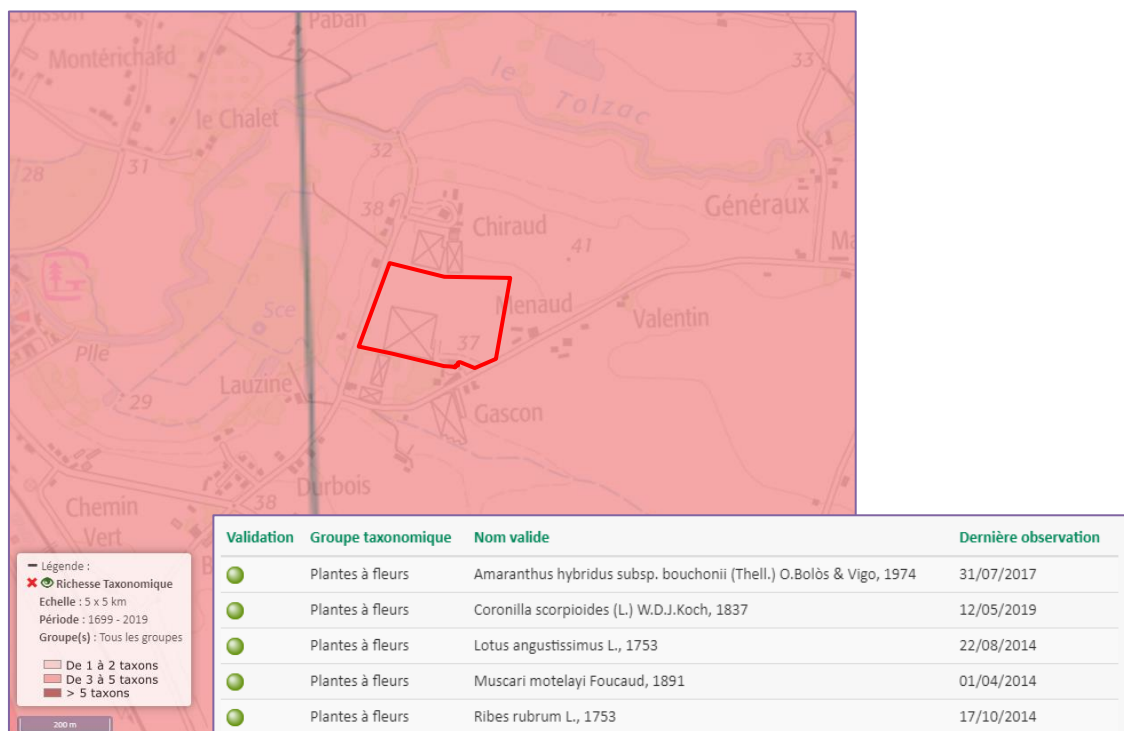 Cousson
Paban
Montérichard
33
le
Tolzac
le Chalet
32
31
28
38
Généraux
Chiraud
41
Ma
Menaud
Sce
Valentin
37
Plle
Lauzine
29
Gascon
Durbois
38
Chemin
Vert
B
Légende :
Richesse Taxonomique
Echelle : 5 x 5 km
Période : 1699 - 2019
Groupe(s) : Tous les groupes
De 1 à 2 taxons
De 3 à 5 taxons
> 5 taxons
200 m
Validation Groupe taxonomique Nom valide Dernière observation
Plantes à fleurs Amaranthus hybridus subsp. bouchonii (Thell.) O.Bolòs & Vigo, 1974 31/07/2017
Plantes à fleurs Coronilla scorpioides (L.) W.D.J.Koch, 1837 12/05/2019
Plantes à fleurs Lotus angustissimus L., 1753 22/08/2014
Plantes à fleurs Muscari motelayi Foucaud, 1891 01/04/2014
Plantes à fleurs Ribes rubrum L., 1753 17/10/2014